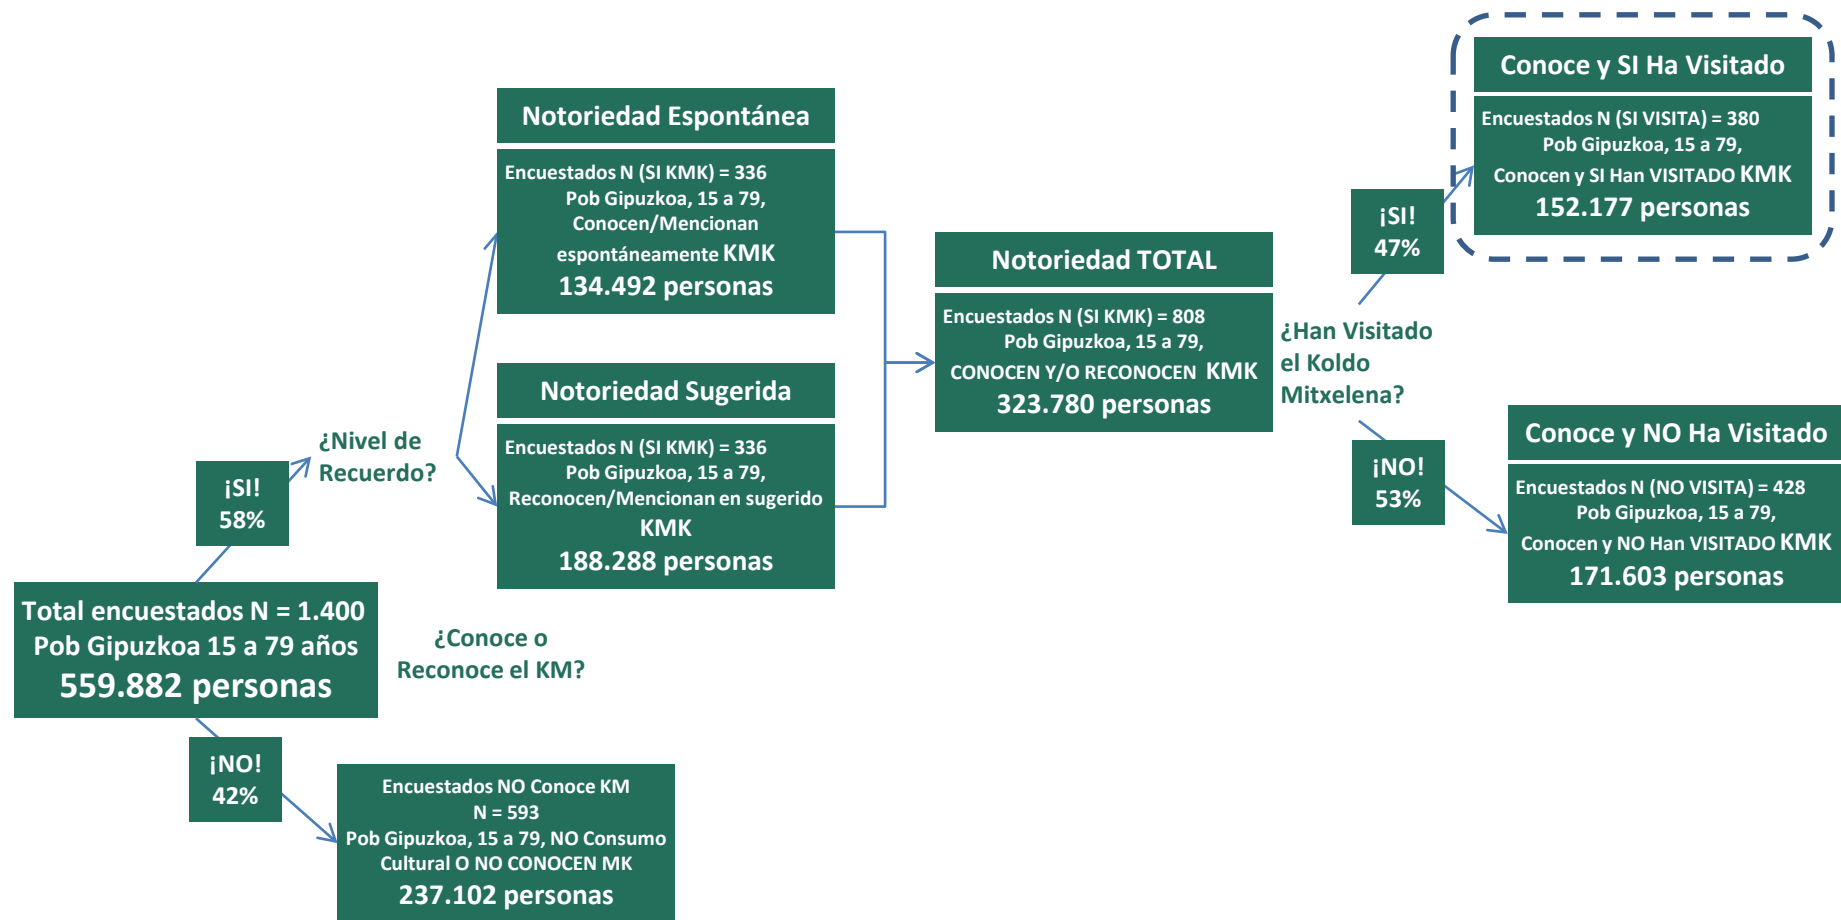 Total encuestados N = 1.400
Pob Gipuzkoa 15 a 79 años
559.882 personas
¿Conoce o
Reconoce el KM?
¡SI!
58%
¡NO!
42%
Encuestados NO Conoce KM
N = 593
Pob Gipuzkoa, 15 a 79, NO Consumo
Cultural O NO CONOCEN MK
237.102 personas
¿Nivel de
Recuerdo?
Notoriedad Espontánea
Encuestados N (SI KMK) = 336
Pob Gipuzkoa, 15 a 79,
Conocen/Mencionan
espontáneamente KMK
134.492 personas
Notoriedad Sugerida
Encuestados N (SI KMK) = 336
Pob Gipuzkoa, 15 a 79,
Reconocen/Mencionan en sugerido
KMK
188.288 personas
Notoriedad TOTAL
Encuestados N (SI KMK) = 808
Pob Gipuzkoa, 15 a 79,
CONOCEN Y/O RECONOCEN KMK
323.780 personas
¿Han Visitado
el Koldo
Mitxelena?
¡SI!
47%
Conoce y SI Ha Visitado
Encuestados N (SI VISITA) = 380
Pob Gipuzkoa, 15 a 79,
Conocen y SI Han VISITADO KMK
152.177 personas
¡NO!
53%
Conoce y NO Ha Visitado
Encuestados N (NO VISITA) = 428
Pob Gipuzkoa, 15 a 79,
Conocen y NO Han VISITADO KMK
171.603 personas